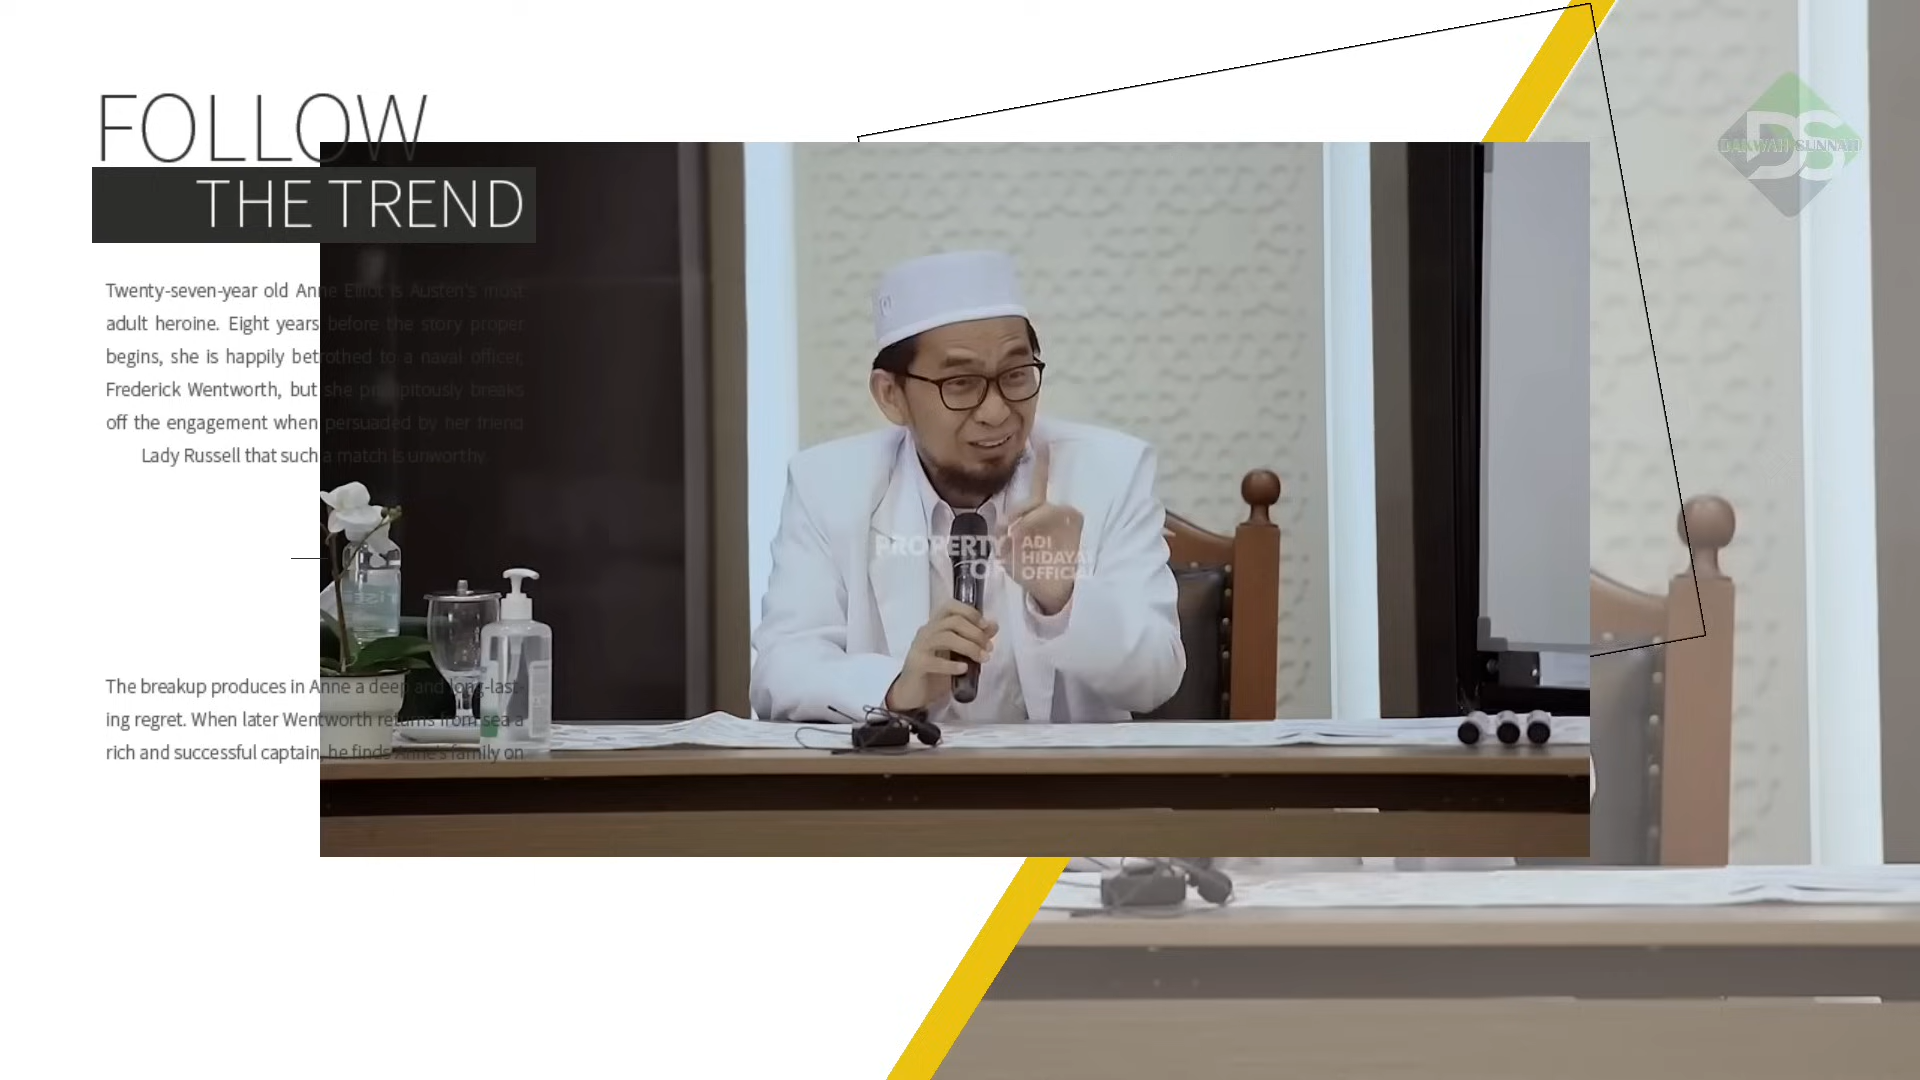 FOLLOW
THE TREND
DAKWAH SUNNAH
DS
Twenty-seven-year old Anne Elliot is Austen's most
adult heroine. Eight years before the story proper
begins, she is happily betrothed to a naval officer,
Frederick Wentworth, but she precipitously breaks
off the engagement when persuaded by her friend
Lady Russell that such a match is unworthy.
PROPERTY OF
ADI
HIDAYAT
OFFICIAL
The breakup produces in Anne a deep and long-last-
ing regret. When later Wentworth returns from sea a
rich and successful captain, he finds Anne's family on